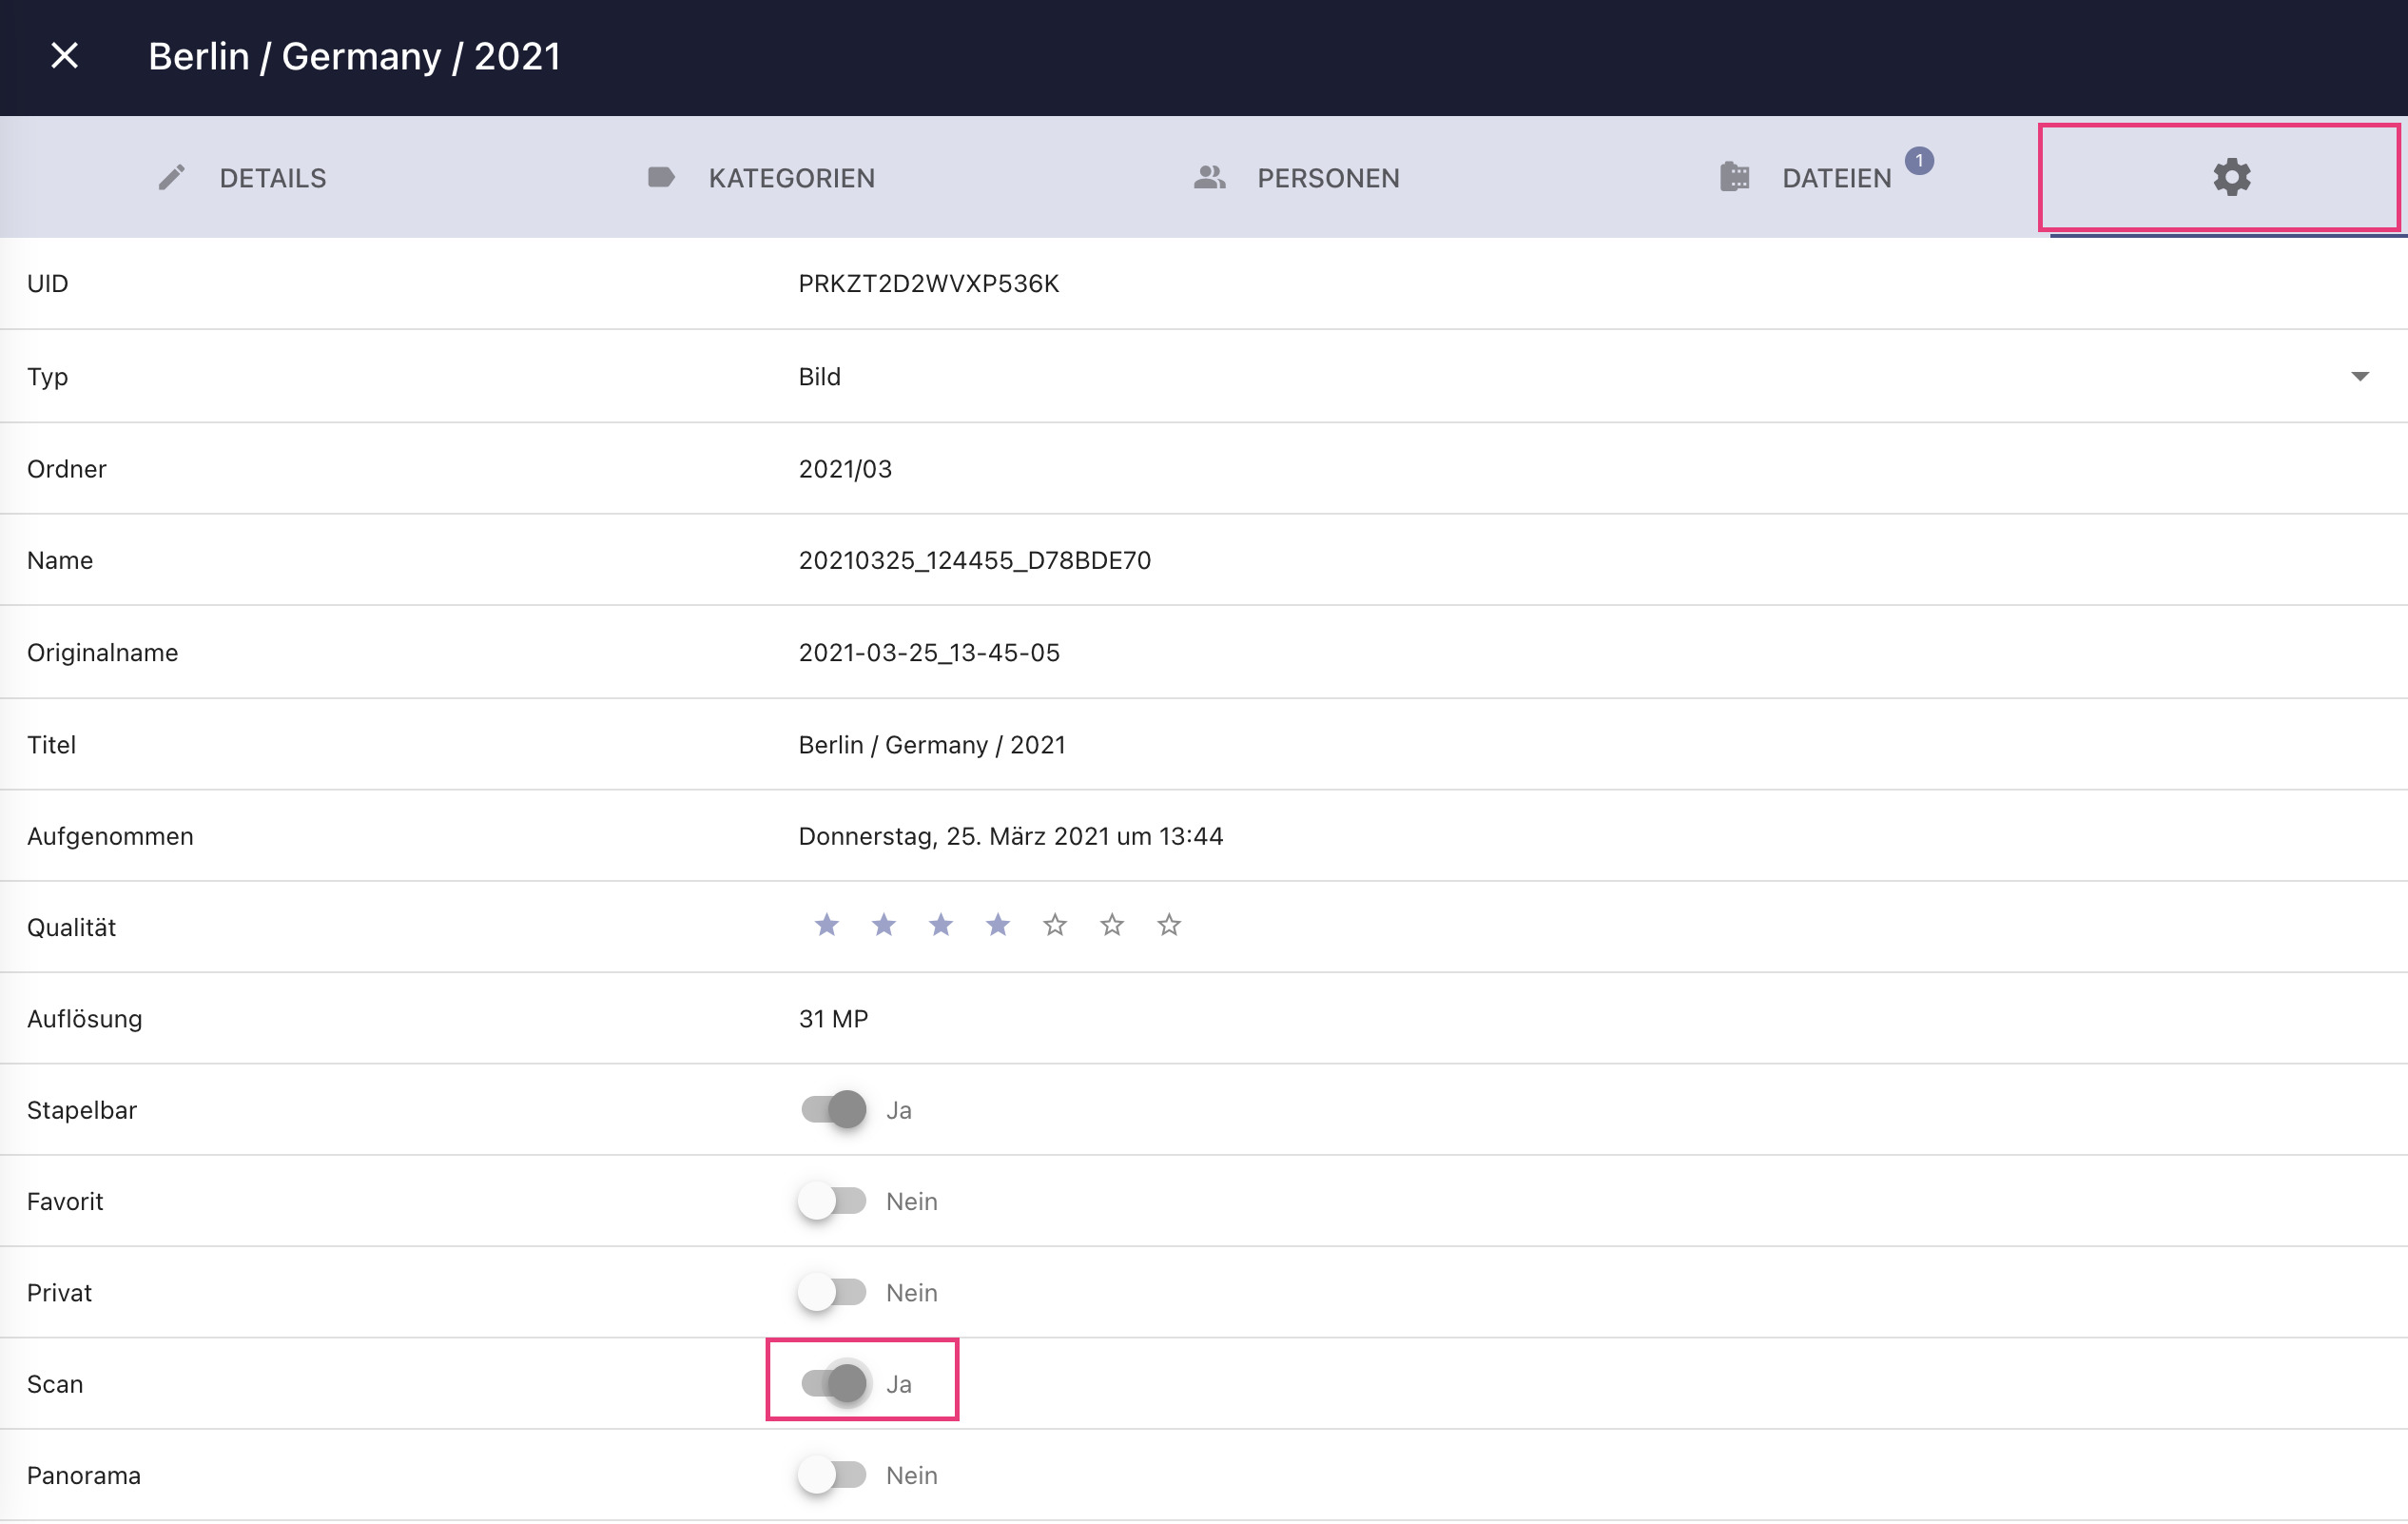 Berlin / Germany / 2021
DETAILS KATEGORIEN PERSONEN DATEIEN 1
UID PRKZT2D2WVXP536K
Typ Bild
Ordner 2021/03
Name 20210325_124455_D78BDE70
Originalname 2021-03-25_13-45-05
Titel Berlin / Germany / 2021
Aufgenommen Donnerstag, 25. März 2021 um 13:44
Qualität
Auflösung 31 MP
Stapelbar Ja
Favorit Nein
Privat Nein
Scan Ja
Panorama Nein